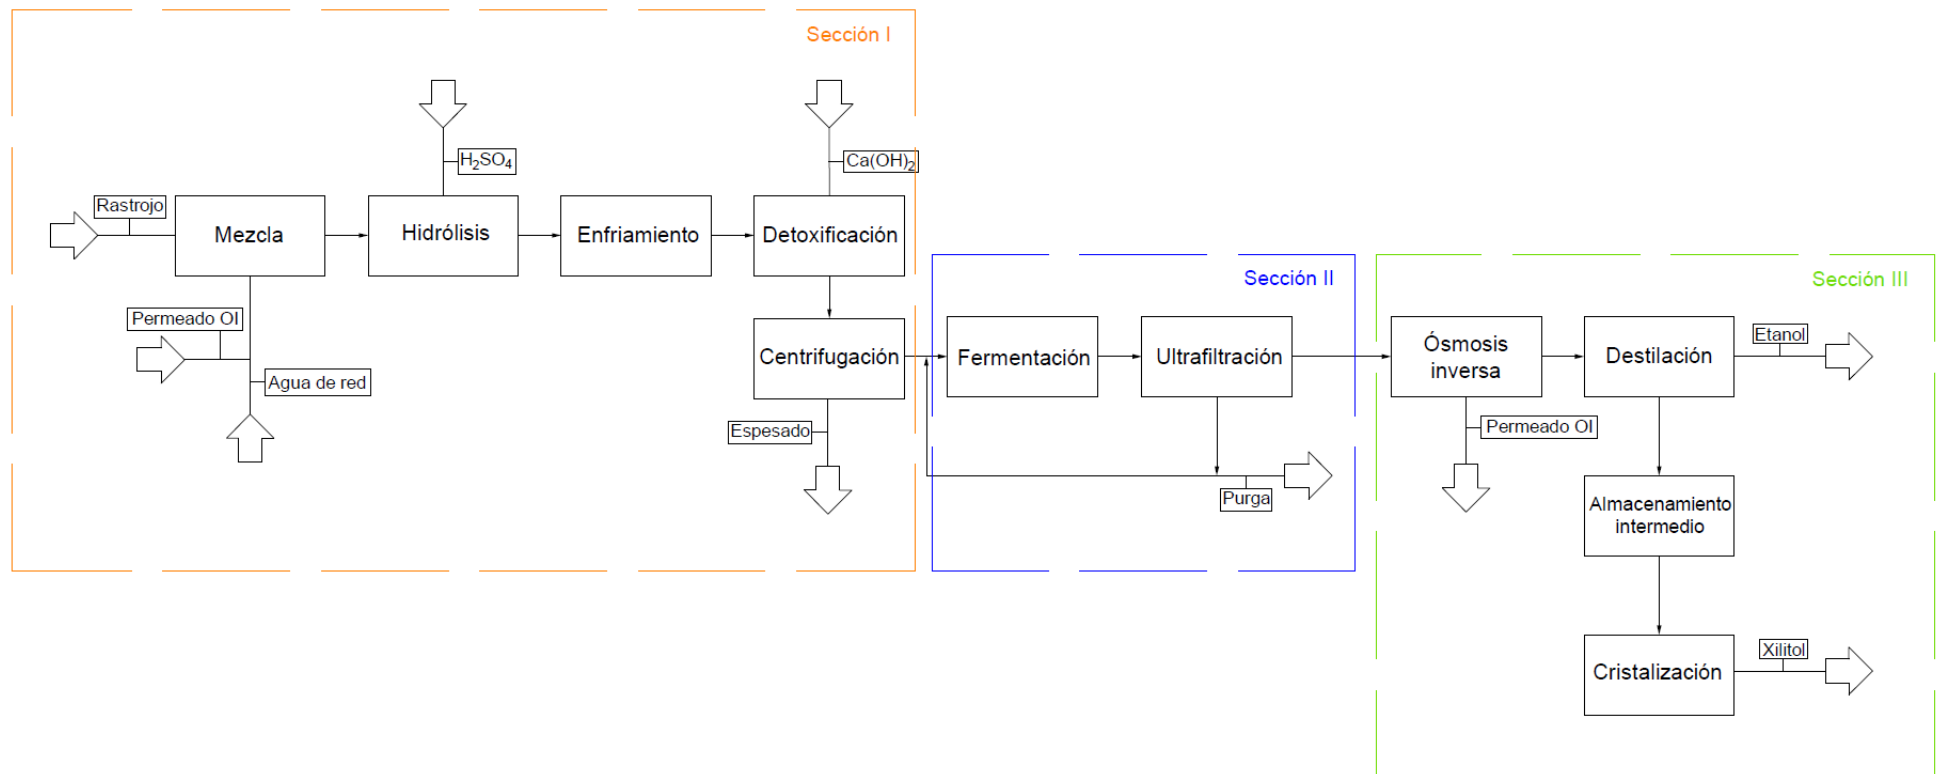 Sección I
H₂SO₄
Ca(OH)₂
Rastrojo
Mezcla
Hidrólisis
Enfriamiento
Detoxificación
Permeado OI
Agua de red
Centrifugación
Espesado
Sección II
Fermentación
Ultrafiltración
Purga
Sección III
Ósmosis
inversa
Destilación
Etanol
Permeado OI
Almacenamiento
intermedio
Cristalización
Xilitol